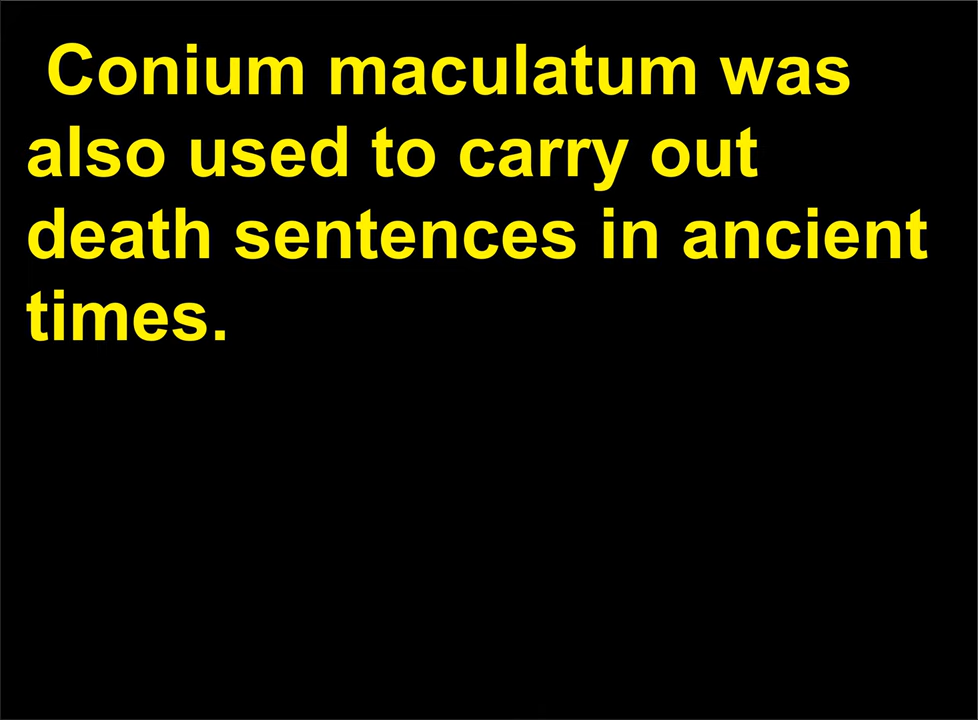 Conium maculatum was
also used to carry out
death sentences in ancient
times.